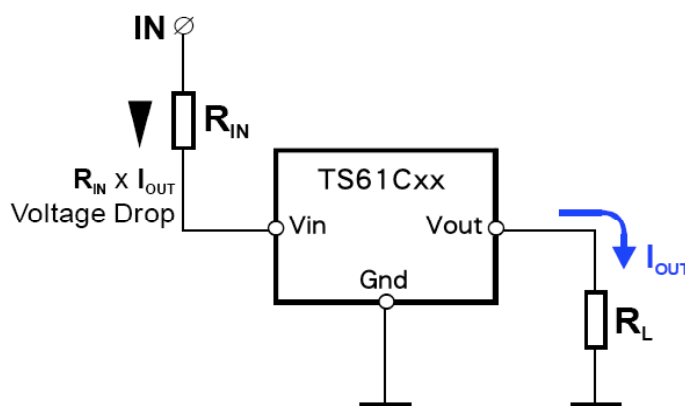 IN
RIN
RIN x IOUT
Voltage Drop
TS61Cxx
Vin
Vout
Gnd
IOUT
RL